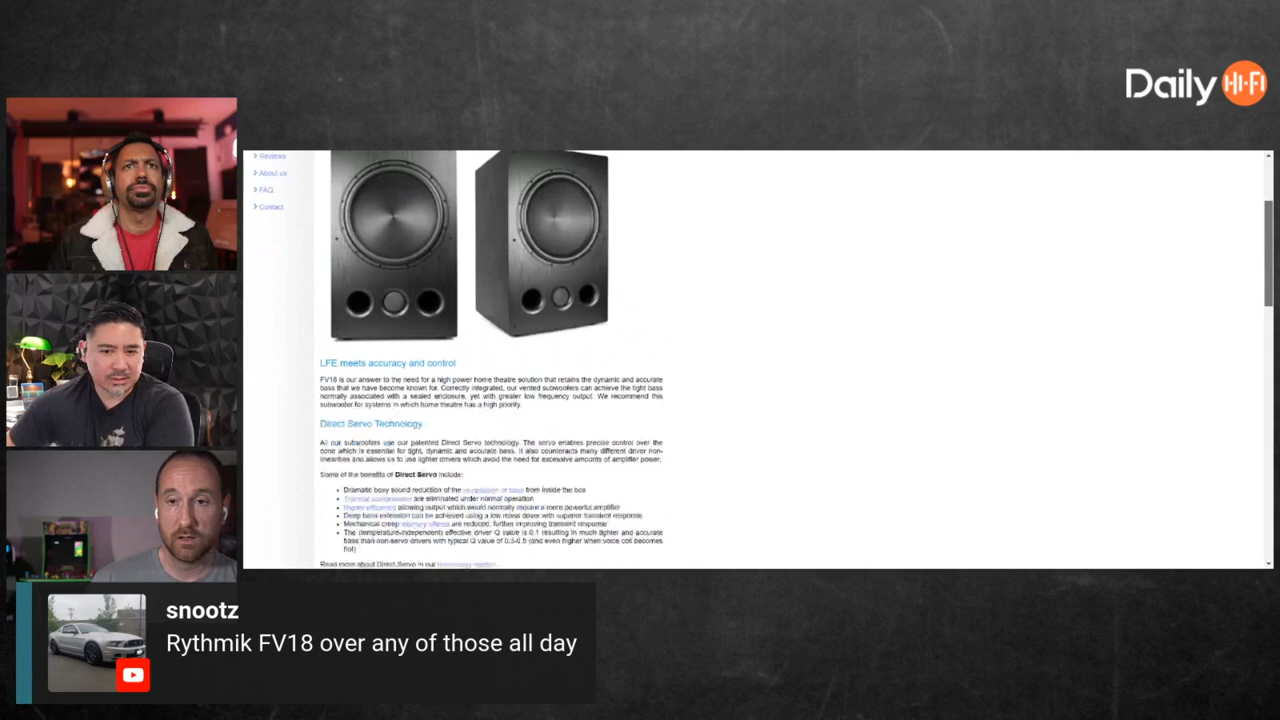 Daily HI-FI
Reviews
About us
FAQ
Contact
LFE meets accuracy and control
FV18 is our answer to the need for a high power home theatre solution that retains the dynamic and accurate
bass that we have become known for. Correctly integrated, our vented subwoofers can achieve the tight bass
normally associated with a sealed enclosure, yet with greater low frequency output. We recommend this
subwoofer for systems in which home theatre has a high priority.
Direct Servo Technology
All our subwoofers use our patented Direct Servo technology. The servo enables precise control over the
cone which is essential for tight, dynamic and accurate bass. It also counteracts many different driver non-
linearities and allows us to use lighter drivers which avoid the need for excessive amounts of amplifier power.
Some of the benefits of Direct Servo include:
Dramatic boxy sound reduction of the from inside the box
Thermal compression are eliminated under normal operation
Higher efficiency allowing output which would normally require a more powerful amplifier
Deep bass extension can be achieved using a low mass driver with superior transient response
Mechanical creep memory effects are reduced, further improving transient response
The (temperature-independent) effective driver Q value is 0.1 resulting in much tighter and accurate
bass than non-servo drivers with typical Q value of (and even higher when voice coil becomes
hot)
Read more about Direct Servo in our
snootz
Rythmik FV18 over any of those all day